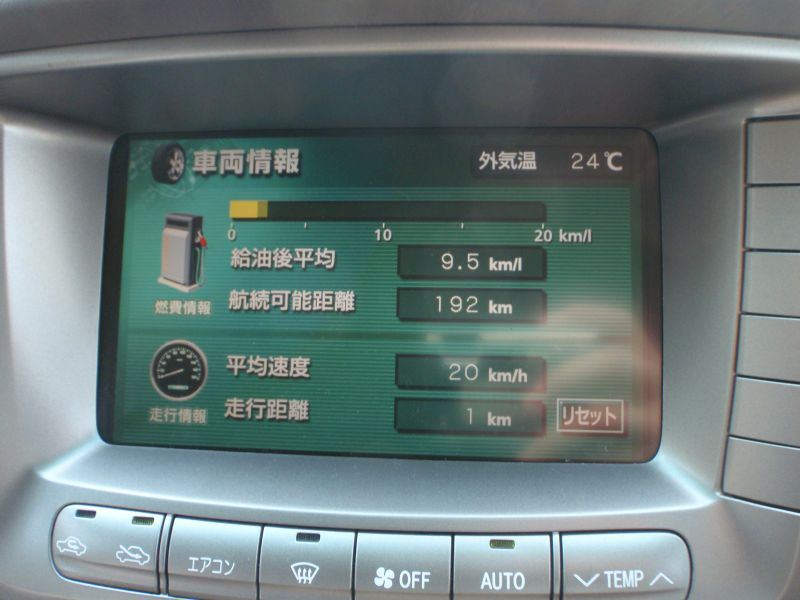 車両情報 外気温 24℃
0 10 20 km/l
給油後平均 9.5 km/l
航続可能距離 192 km
燃費情報
平均速度 20 km/h
走行距離 1 km リセット
走行情報
エアコン OFF AUTO TEMP